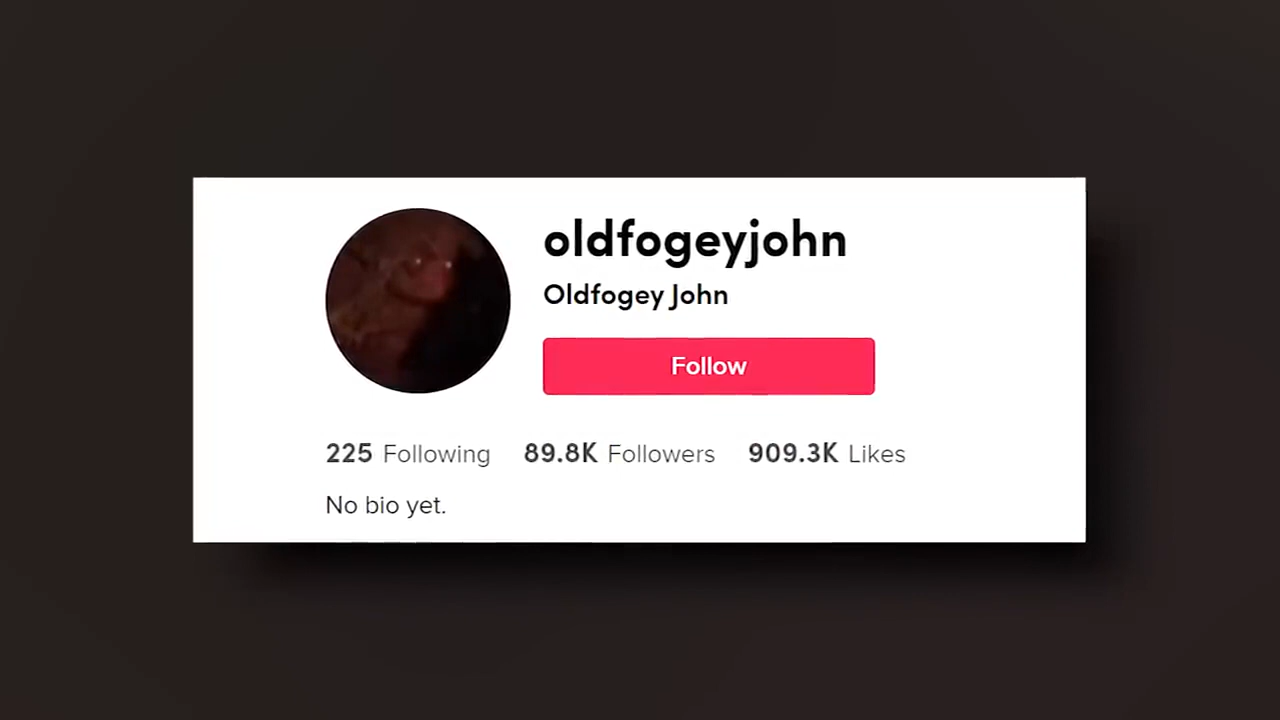 oldfogeyjohn
Oldfogey John
Follow
225 Following 89.8K Followers 909.3K Likes
No bio yet.